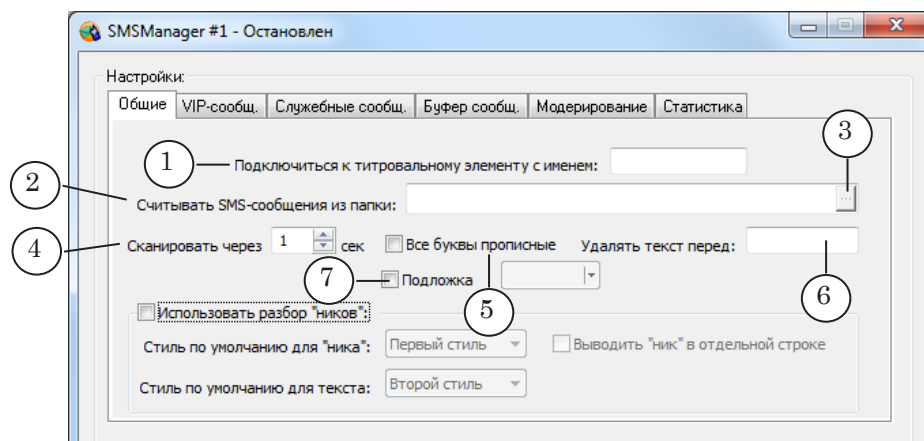 SMSManager #1 - Остановлен
Настройки:
Общие VIP-сообщ. Служебные сообщ. Буфер сообщ. Модерирование Статистика
3
1 Подключиться к титровальному элементу с именем:
2 Считывать SMS-сообщения из папки: ...
4 Сканировать через 1 сек Все буквы прописные Удалять текст перед:
7 Подложка
5 6
Использовать разбор "ников":
Стиль по умолчанию для "ника": Первый стиль Выводить "ник" в отдельной строке
Стиль по умолчанию для текста: Второй стиль